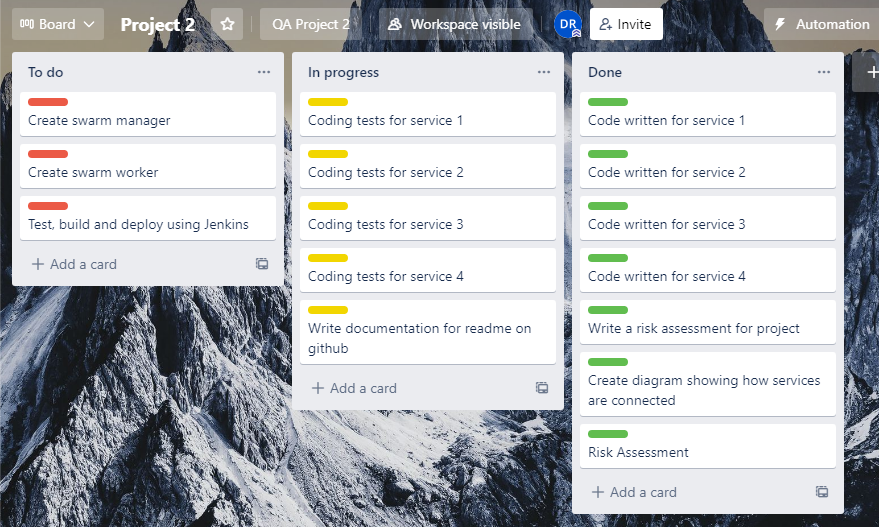 Board
Project 2
QA Project 2
Workspace visible
DR
Invite
Automation
To do
Create swarm manager
Create swarm worker
Test, build and deploy using Jenkins
Add a card
In progress
Coding tests for service 1
Coding tests for service 2
Coding tests for service 3
Coding tests for service 4
Write documentation for readme on
github
Add a card
Done
Code written for service 1
Code written for service 2
Code written for service 3
Code written for service 4
Write a risk assessment for project
Create diagram showing how services
are connected
Risk Assessment
Add a card